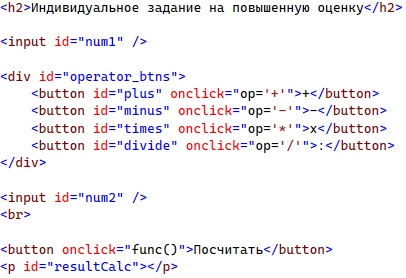 <h2>Индивидуальное задание на повышенную оценку</h2>
<input id="num1" />
<div id="operator_btns">
<button id="plus" onclick="op='+'">+</button>
<button id="minus" onclick="op='-'">-</button>
<button id="times" onclick="op='*'">x</button>
<button id="divide" onclick="op='/'">:</button>
</div>
<input id="num2" />
<br>
<button onclick="func()">Посчитать</button>
<p id="resultCalc"></p>